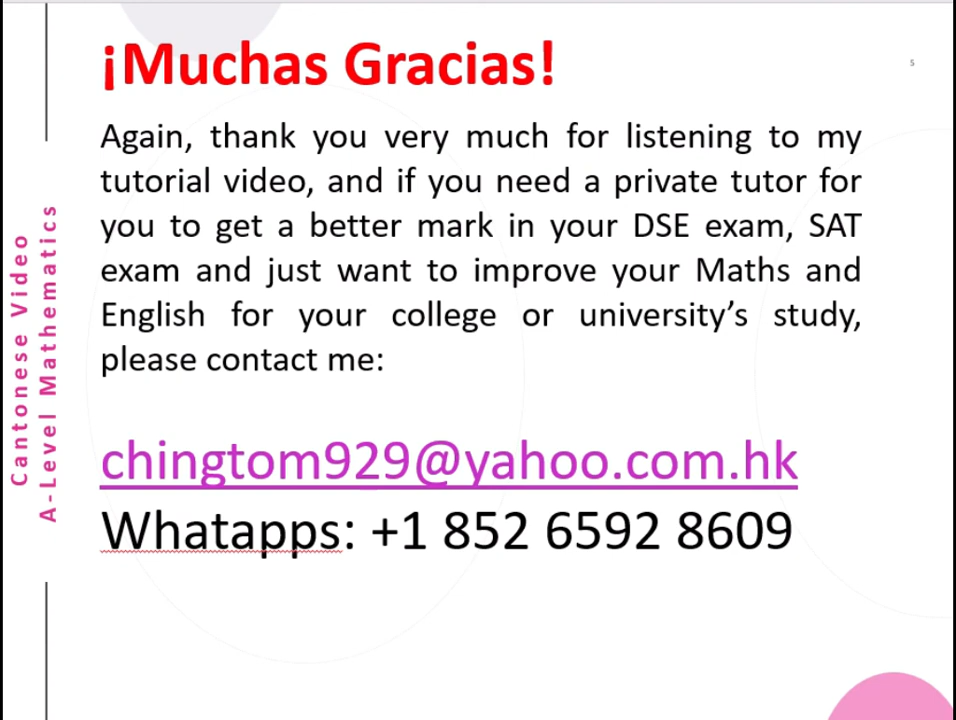 ¡Muchas Gracias!
5
Again, thank you very much for listening to my
tutorial video, and if you need a private tutor for
you to get a better mark in your DSE exam, SAT
exam and just want to improve your Maths and
English for your college or university’s study,
please contact me:
chingtom929@yahoo.com.hk
Whatapps: +1 852 6592 8609
Cantonese Video
A-Level Mathematics